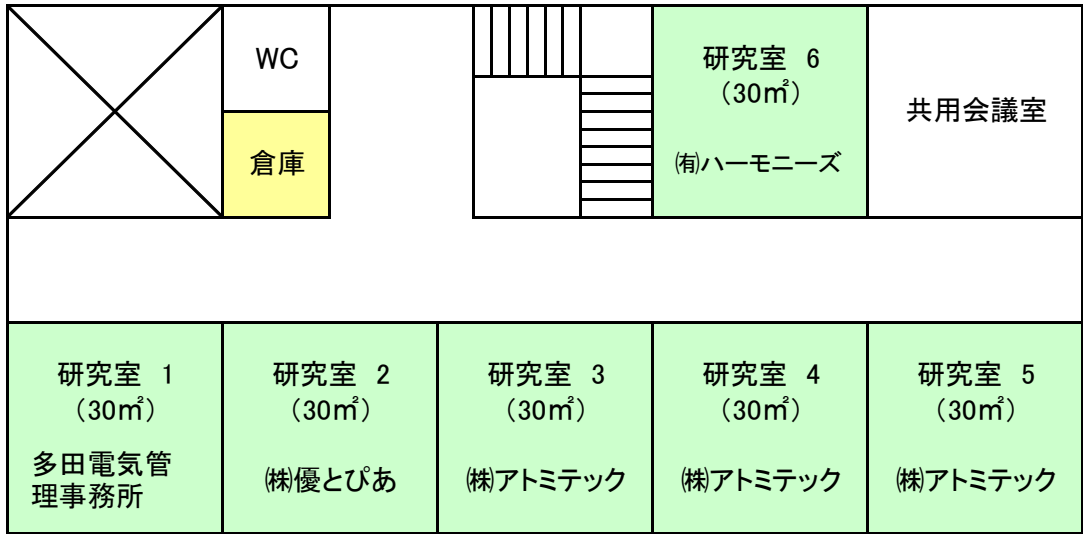 WC
倉庫
研究室 6
（30㎡）
㈲ハーモニーズ
共用会議室
研究室 1
（30㎡）
多田電気管
理事務所
研究室 2
（30㎡）
㈱優とぴあ
研究室 3
（30㎡）
㈱アトミテック
研究室 4
（30㎡）
㈱アトミテック
研究室 5
（30㎡）
㈱アトミテック